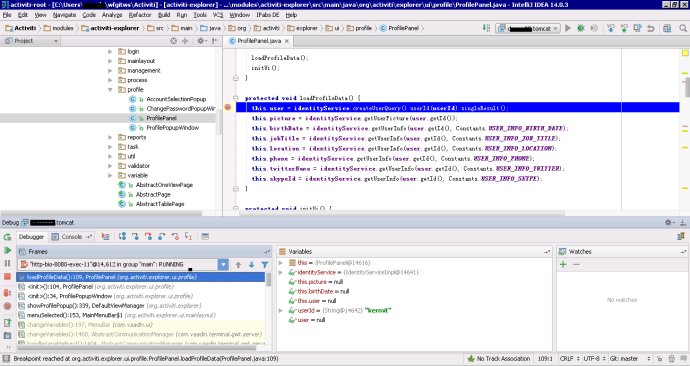 activiti-root - [C:\Users\ \wfgitws\Activiti] - [activiti-explorer] - ...\modules\activiti-explorer\src\main\java\org\activiti\explorer\ui\profile\ProfilePanel.java - IntelliJ IDEA 14.0.3
File Edit View Navigate Code Analyze Refactor Build Run Tools VCS Window IFabs DE Help
Activiti modules activiti-explorer src main java org activiti explorer ui profile ProfilePanel tomcat
Project
ProfilePanel.java
login
mainlayout
management
process
profile
AccountSelectionPopup
ChangePasswordPopupWin
ProfilePanel
ProfilePopupWindow
reports
task
util
validator
variable
AbstractOneViewPage
AbstractPage
AbstractTablePage
loadProfileData();
initUi();
}
protected void loadProfileData() {
this.user = identityService.createUserQuery().userId(userId).singleResult();
this.picture = identityService.getUserPicture(user.getId());
this.birthDate = identityService.getUserInfo(user.getId(), Constants.USER_INFO_BIRTH_DATE);
this.jobTitle = identityService.getUserInfo(user.getId(), Constants.USER_INFO_JOB_TITLE);
this.location = identityService.getUserInfo(user.getId(), Constants.USER_INFO_LOCATION);
this.phone = identityService.getUserInfo(user.getId(), Constants.USER_INFO_PHONE);
this.twitterName = identityService.getUserInfo(user.getId(), Constants.USER_INFO_TWITTER);
this.skypeId = identityService.getUserInfo(user.getId(), Constants.USER_INFO_SKYPE);
}
protected void initUi() {
Debug tomcat
Debugger Console
Frames
"http-bio-8080-exec-11"@14,612 in group "main": RUNNING
loadProfileData():109, ProfilePanel (org.activiti.explorer.ui.profile)
<init>():104, ProfilePanel (org.activiti.explorer.ui.profile)
<init>():34, ProfilePopupWindow (org.activiti.explorer.ui.profile)
showProfilePopup():339, DefaultViewManager (org.activiti.explorer)
menuSelected():153, MainMenuBar$1 (org.activiti.explorer.ui.mainlayout)
changeVariables():197, MenuBar (com.vaadin.ui)
changeVariables():1460, AbstractCommunicationManager (com.vaadin.terminal.gwt.server)
Variables
this = {ProfilePanel@14616}
identityService = {IdentityServiceImpl@14641}
this.picture = null
this.birthDate = null
this.user = null
userId = {String@14642} "kermit"
user = null
Watches
No watches
Breakpoint reached at org.activiti.explorer.ui.profile.ProfilePanel.loadProfileData(ProfilePanel.java:109)
No Track Association 109:1 CRLF UTF-8 Git: master